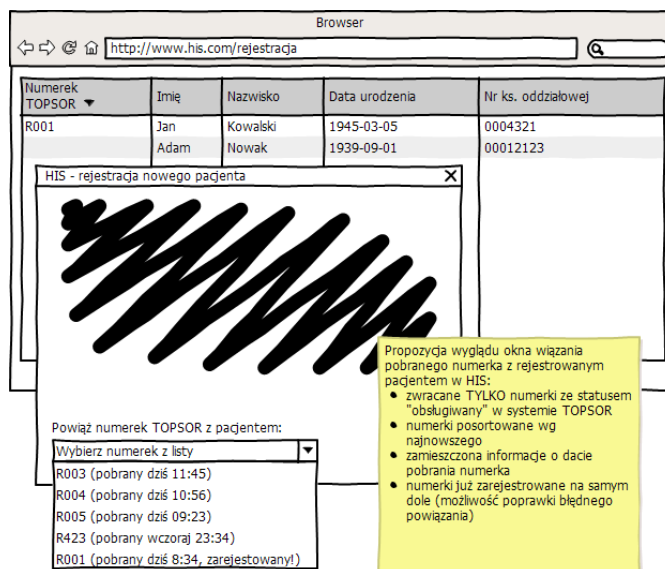 Browser
http://www.his.com/rejestracja
Numerek TOPSOR Imię Nazwisko Data urodzenia Nr ks. oddziałowej
R001 Jan Kowalski 1945-03-05 0004321
Adam Nowak 1939-09-01 00012123
HIS - rejestracja nowego pacjenta X
Powiąż numerek TOPSOR z pacjentem:
Wybierz numerek z listy
R003 (pobrany dziś 11:45)
R004 (pobrany dziś 10:56)
R005 (pobrany dziś 09:23)
R423 (pobrany wczoraj 23:34)
R001 (pobrany dziś 8:34, zarejestowany!)
Propozycja wyglądu okna wiązania
pobranego numerka z rejestrowanym
pacjentem w HIS:
• zwracane TYLKO numerki ze statusem
"obsługiwany" w systemie TOPSOR
• numerki posortowane wg
najnowszego
• zamieszczona informacje o dacie
pobrania numerka
• numerki już zarejestrowane na samym
dole (możliwość poprawki błędnego
powiązania)